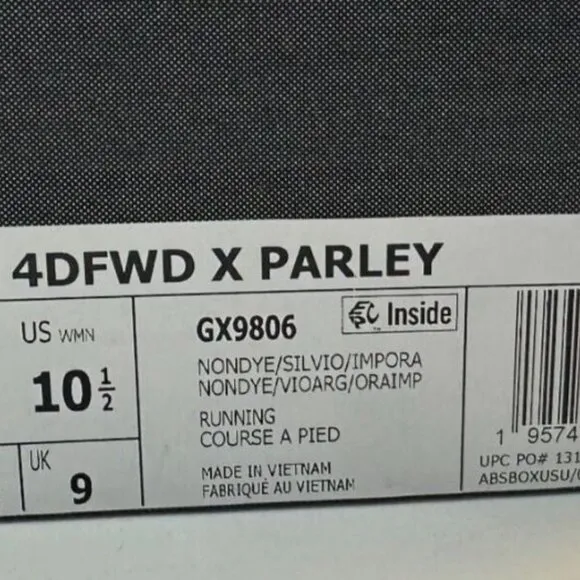 4DFWD X PARLEY
US WMN
10 1/2
UK
9
GX9806
Inside
NONDYE/SILVIO/IMPORA
NONDYE/VIOARG/ORAIMP
RUNNING
COURSE A PIED
MADE IN VIETNAM
FABRIQUÉ AU VIETNAM
1 9574
UPC PO# 131
ABSBOXUSU/